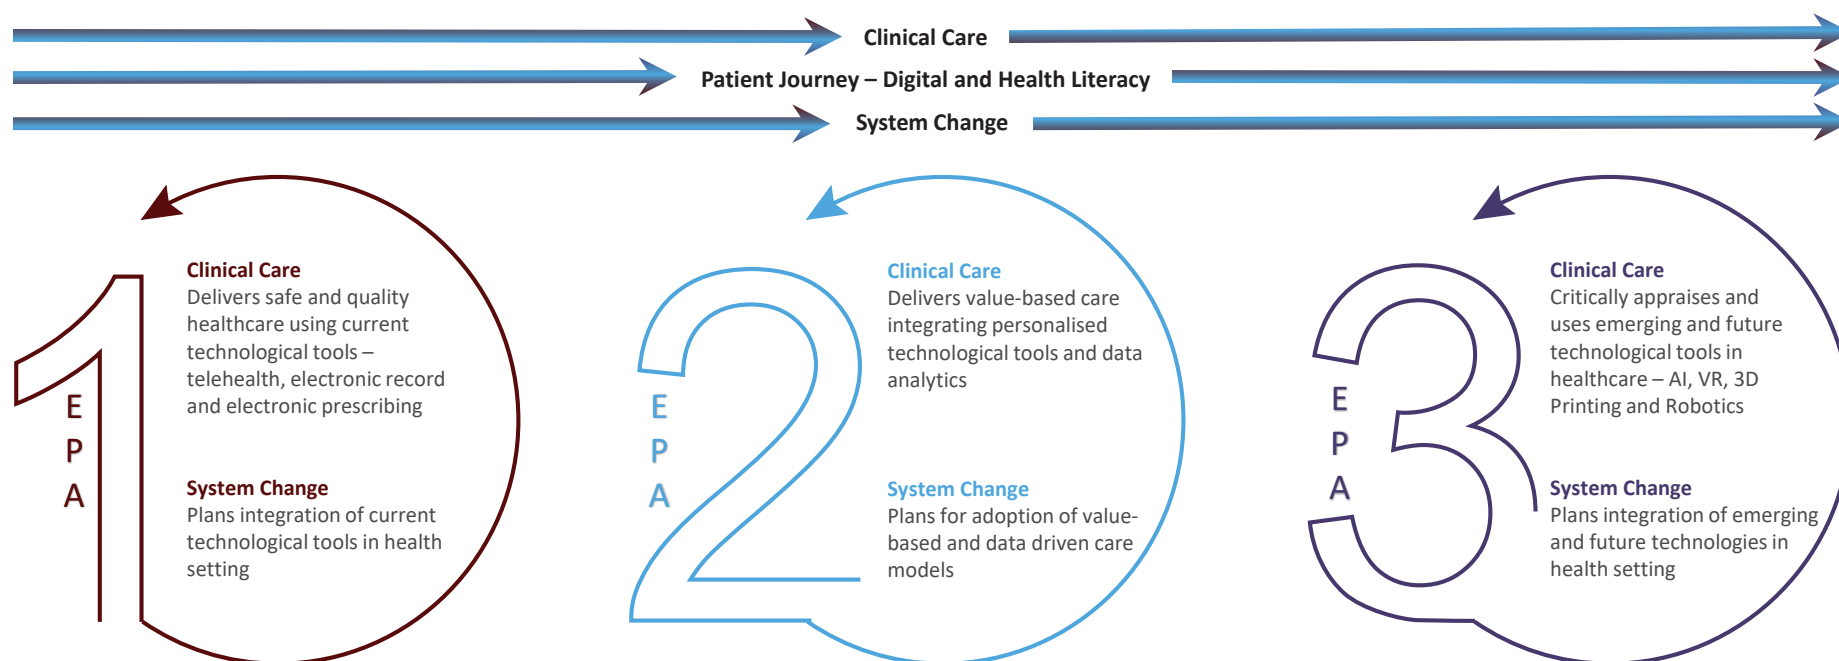 Clinical Care
Patient Journey – Digital and Health Literacy
System Change
1
E
P
A
Clinical Care
Delivers safe and quality
healthcare using current
technological tools –
telehealth, electronic record
and electronic prescribing
System Change
Plans integration of current
technological tools in health
setting
2
E
P
A
Clinical Care
Delivers value-based care
integrating personalised
technological tools and data
analytics
System Change
Plans for adoption of value-
based and data driven care
models
3
E
P
A
Clinical Care
Critically appraises and
uses emerging and future
technological tools in
healthcare – AI, VR, 3D
Printing and Robotics
System Change
Plans integration of emerging
and future technologies in
health setting